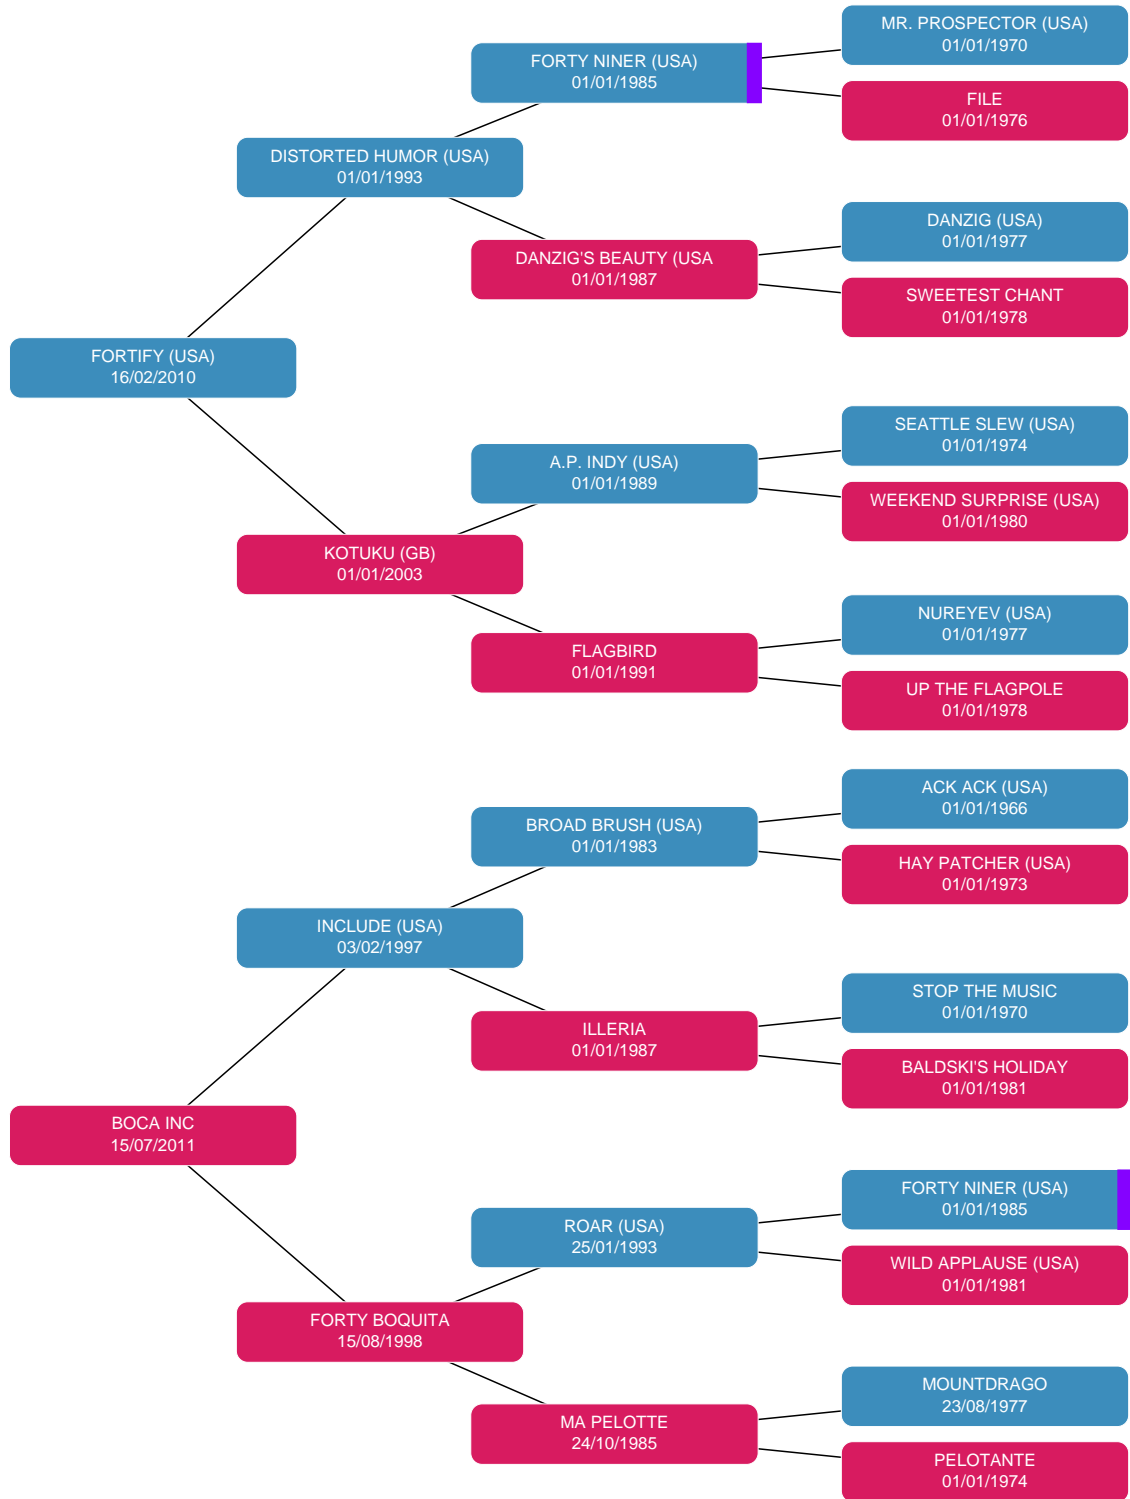 MR. PROSPECTOR (USA)
01/01/1970
FORTY NINER (USA)
01/01/1985
FILE
01/01/1976
DISTORTED HUMOR (USA)
01/01/1993
DANZIG (USA)
01/01/1977
DANZIG'S BEAUTY (USA
01/01/1987
SWEETEST CHANT
01/01/1978
FORTIFY (USA)
16/02/2010
SEATTLE SLEW (USA)
01/01/1974
A.P. INDY (USA)
01/01/1989
WEEKEND SURPRISE (USA)
01/01/1980
KOTUKU (GB)
01/01/2003
NUREYEV (USA)
01/01/1977
FLAGBIRD
01/01/1991
UP THE FLAGPOLE
01/01/1978
ACK ACK (USA)
01/01/1966
BROAD BRUSH (USA)
01/01/1983
HAY PATCHER (USA)
01/01/1973
INCLUDE (USA)
03/02/1997
STOP THE MUSIC
01/01/1970
ILLERIA
01/01/1987
BALDSKI'S HOLIDAY
01/01/1981
BOCA INC
15/07/2011
FORTY NINER (USA)
01/01/1985
ROAR (USA)
25/01/1993
WILD APPLAUSE (USA)
01/01/1981
FORTY BOQUITA
15/08/1998
MOUNTDRAGO
23/08/1977
MA PELOTTE
24/10/1985
PELOTANTE
01/01/1974